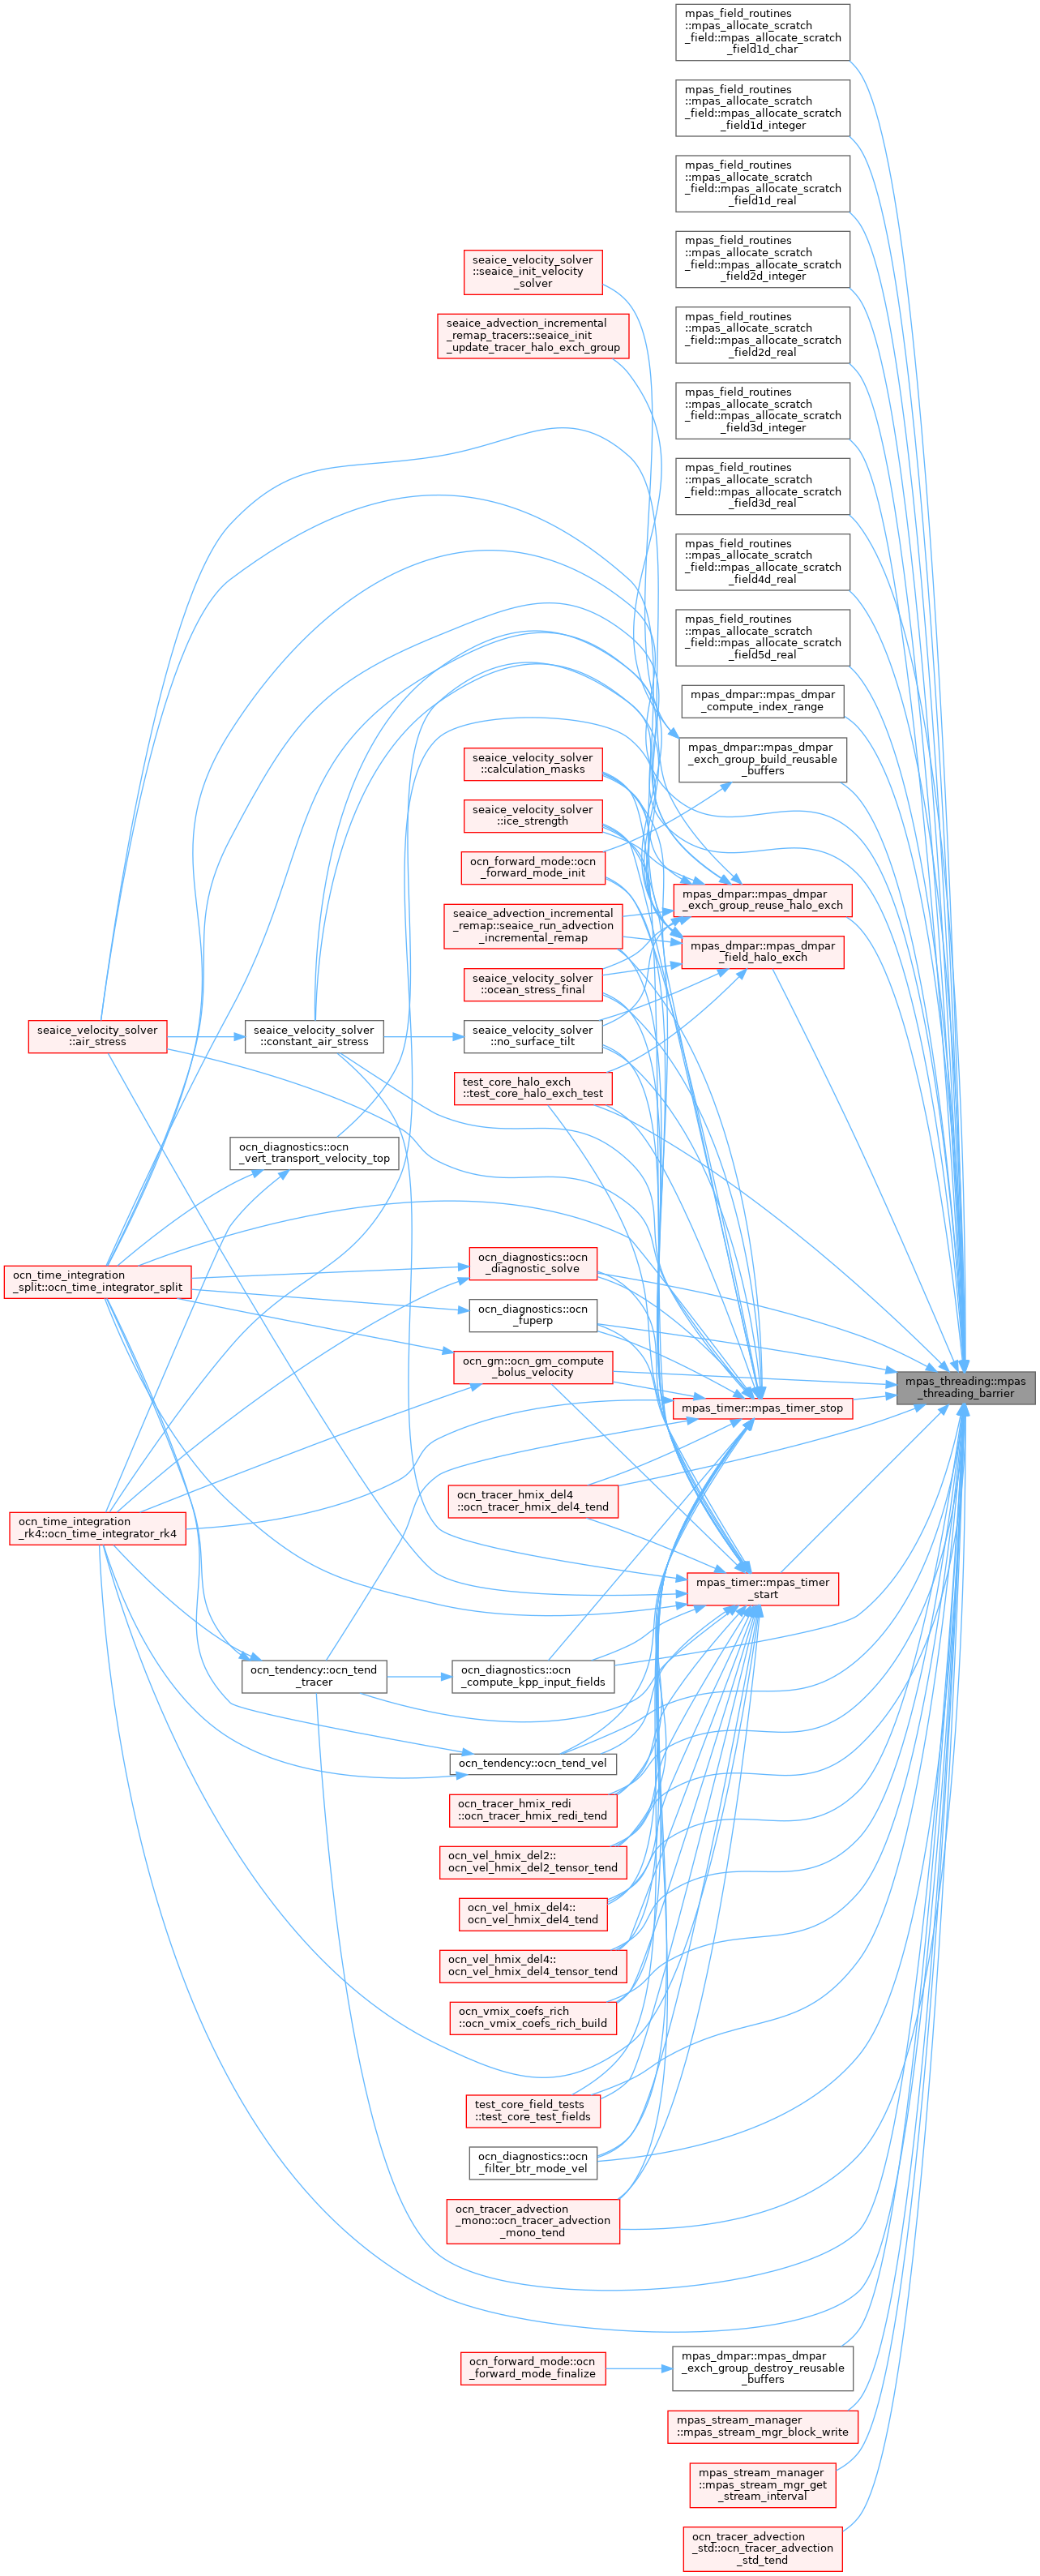 mpas_field_routines
::mpas_allocate_scratch
_field::mpas_allocate_scratch
_field1d_char
mpas_field_routines
::mpas_allocate_scratch
_field::mpas_allocate_scratch
_field1d_integer
mpas_field_routines
::mpas_allocate_scratch
_field::mpas_allocate_scratch
_field1d_real
mpas_field_routines
::mpas_allocate_scratch
_field::mpas_allocate_scratch
_field2d_integer
seaice_velocity_solver
::seaice_init_velocity
_solver
mpas_field_routines
::mpas_allocate_scratch
_field::mpas_allocate_scratch
_field2d_real
seaice_advection_incremental
_remap_tracers::seaice_init
_update_tracer_halo_exch_group
mpas_field_routines
::mpas_allocate_scratch
_field::mpas_allocate_scratch
_field3d_integer
mpas_field_routines
::mpas_allocate_scratch
_field::mpas_allocate_scratch
_field3d_real
mpas_field_routines
::mpas_allocate_scratch
_field::mpas_allocate_scratch
_field4d_real
mpas_field_routines
::mpas_allocate_scratch
_field::mpas_allocate_scratch
_field5d_real
mpas_dmpar::mpas_dmpar
_compute_index_range
mpas_dmpar::mpas_dmpar
_exch_group_build_reusable
_buffers
seaice_velocity_solver
::calculation_masks
seaice_velocity_solver
::ice_strength
ocn_forward_mode::ocn
_forward_mode_init
mpas_dmpar::mpas_dmpar
_exch_group_reuse_halo_exch
seaice_advection_incremental
_remap::seaice_run_advection
_incremental_remap
mpas_dmpar::mpas_dmpar
_field_halo_exch
seaice_velocity_solver
::ocean_stress_final
seaice_velocity_solver
::air_stress
seaice_velocity_solver
::constant_air_stress
seaice_velocity_solver
::no_surface_tilt
test_core_halo_exch
::test_core_halo_exch_test
ocn_diagnostics::ocn
_vert_transport_velocity_top
ocn_time_integration
_split::ocn_time_integrator_split
ocn_diagnostics::ocn
_diagnostic_solve
ocn_diagnostics::ocn
_fuperp
ocn_gm::ocn_gm_compute
_bolus_velocity
mpas_threading::mpas
_threading_barrier
mpas_timer::mpas_timer_stop
ocn_tracer_hmix_del4
::ocn_tracer_hmix_del4_tend
ocn_time_integration
_rk4::ocn_time_integrator_rk4
mpas_timer::mpas_timer
_start
ocn_tendency::ocn_tend
_tracer
ocn_diagnostics::ocn
_compute_kpp_input_fields
ocn_tendency::ocn_tend_vel
ocn_tracer_hmix_redi
::ocn_tracer_hmix_redi_tend
ocn_vel_hmix_del2::
ocn_vel_hmix_del2_tensor_tend
ocn_vel_hmix_del4::
ocn_vel_hmix_del4_tend
ocn_vel_hmix_del4::
ocn_vel_hmix_del4_tensor_tend
ocn_vmix_coefs_rich
::ocn_vmix_coefs_rich_build
test_core_field_tests
::test_core_test_fields
ocn_diagnostics::ocn
_filter_btr_mode_vel
ocn_tracer_advection
_mono::ocn_tracer_advection
_mono_tend
ocn_forward_mode::ocn
_forward_mode_finalize
mpas_dmpar::mpas_dmpar
_exch_group_destroy_reusable
_buffers
mpas_stream_manager
::mpas_stream_mgr_block_write
mpas_stream_manager
::mpas_stream_mgr_get
_stream_interval
ocn_tracer_advection
_std::ocn_tracer_advection
_std_tend